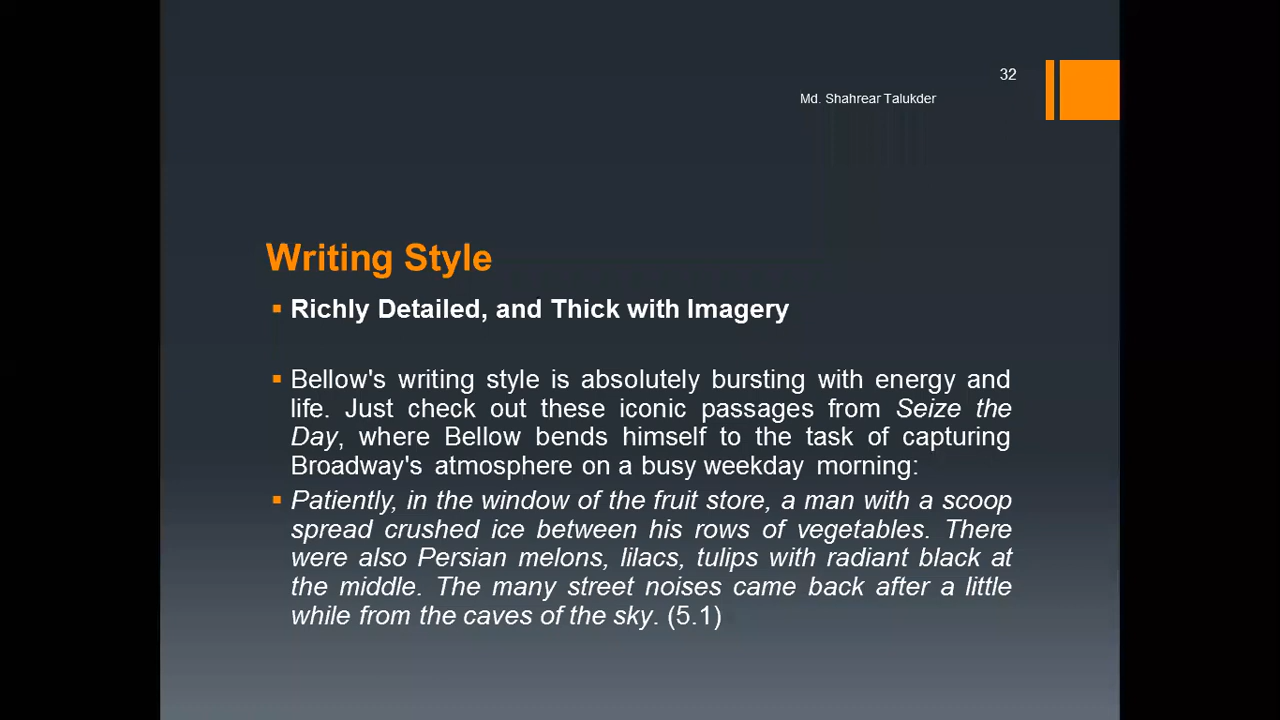 32
Md. Shahrear Talukder
Writing Style
Richly Detailed, and Thick with Imagery
Bellow's writing style is absolutely bursting with energy and
life. Just check out these iconic passages from Seize the
Day, where Bellow bends himself to the task of capturing
Broadway's atmosphere on a busy weekday morning:
Patiently, in the window of the fruit store, a man with a scoop
spread crushed ice between his rows of vegetables. There
were also Persian melons, lilacs, tulips with radiant black at
the middle. The many street noises came back after a little
while from the caves of the sky. (5.1)